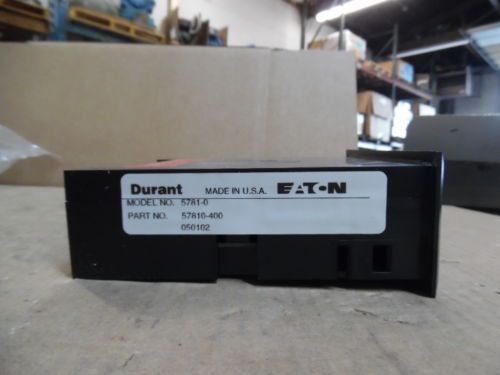 Durant MADE IN U.S.A. EATON
MODEL NO. 5781-0
PART NO. 57810-400
050102